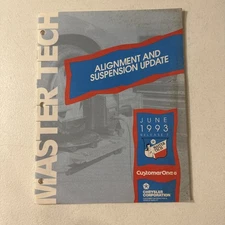 MASTER TECH
ALIGNMENT AND
SUSPENSION UPDATE
JUNE
1993
CustomerOne
CHRYSLER
CORPORATION